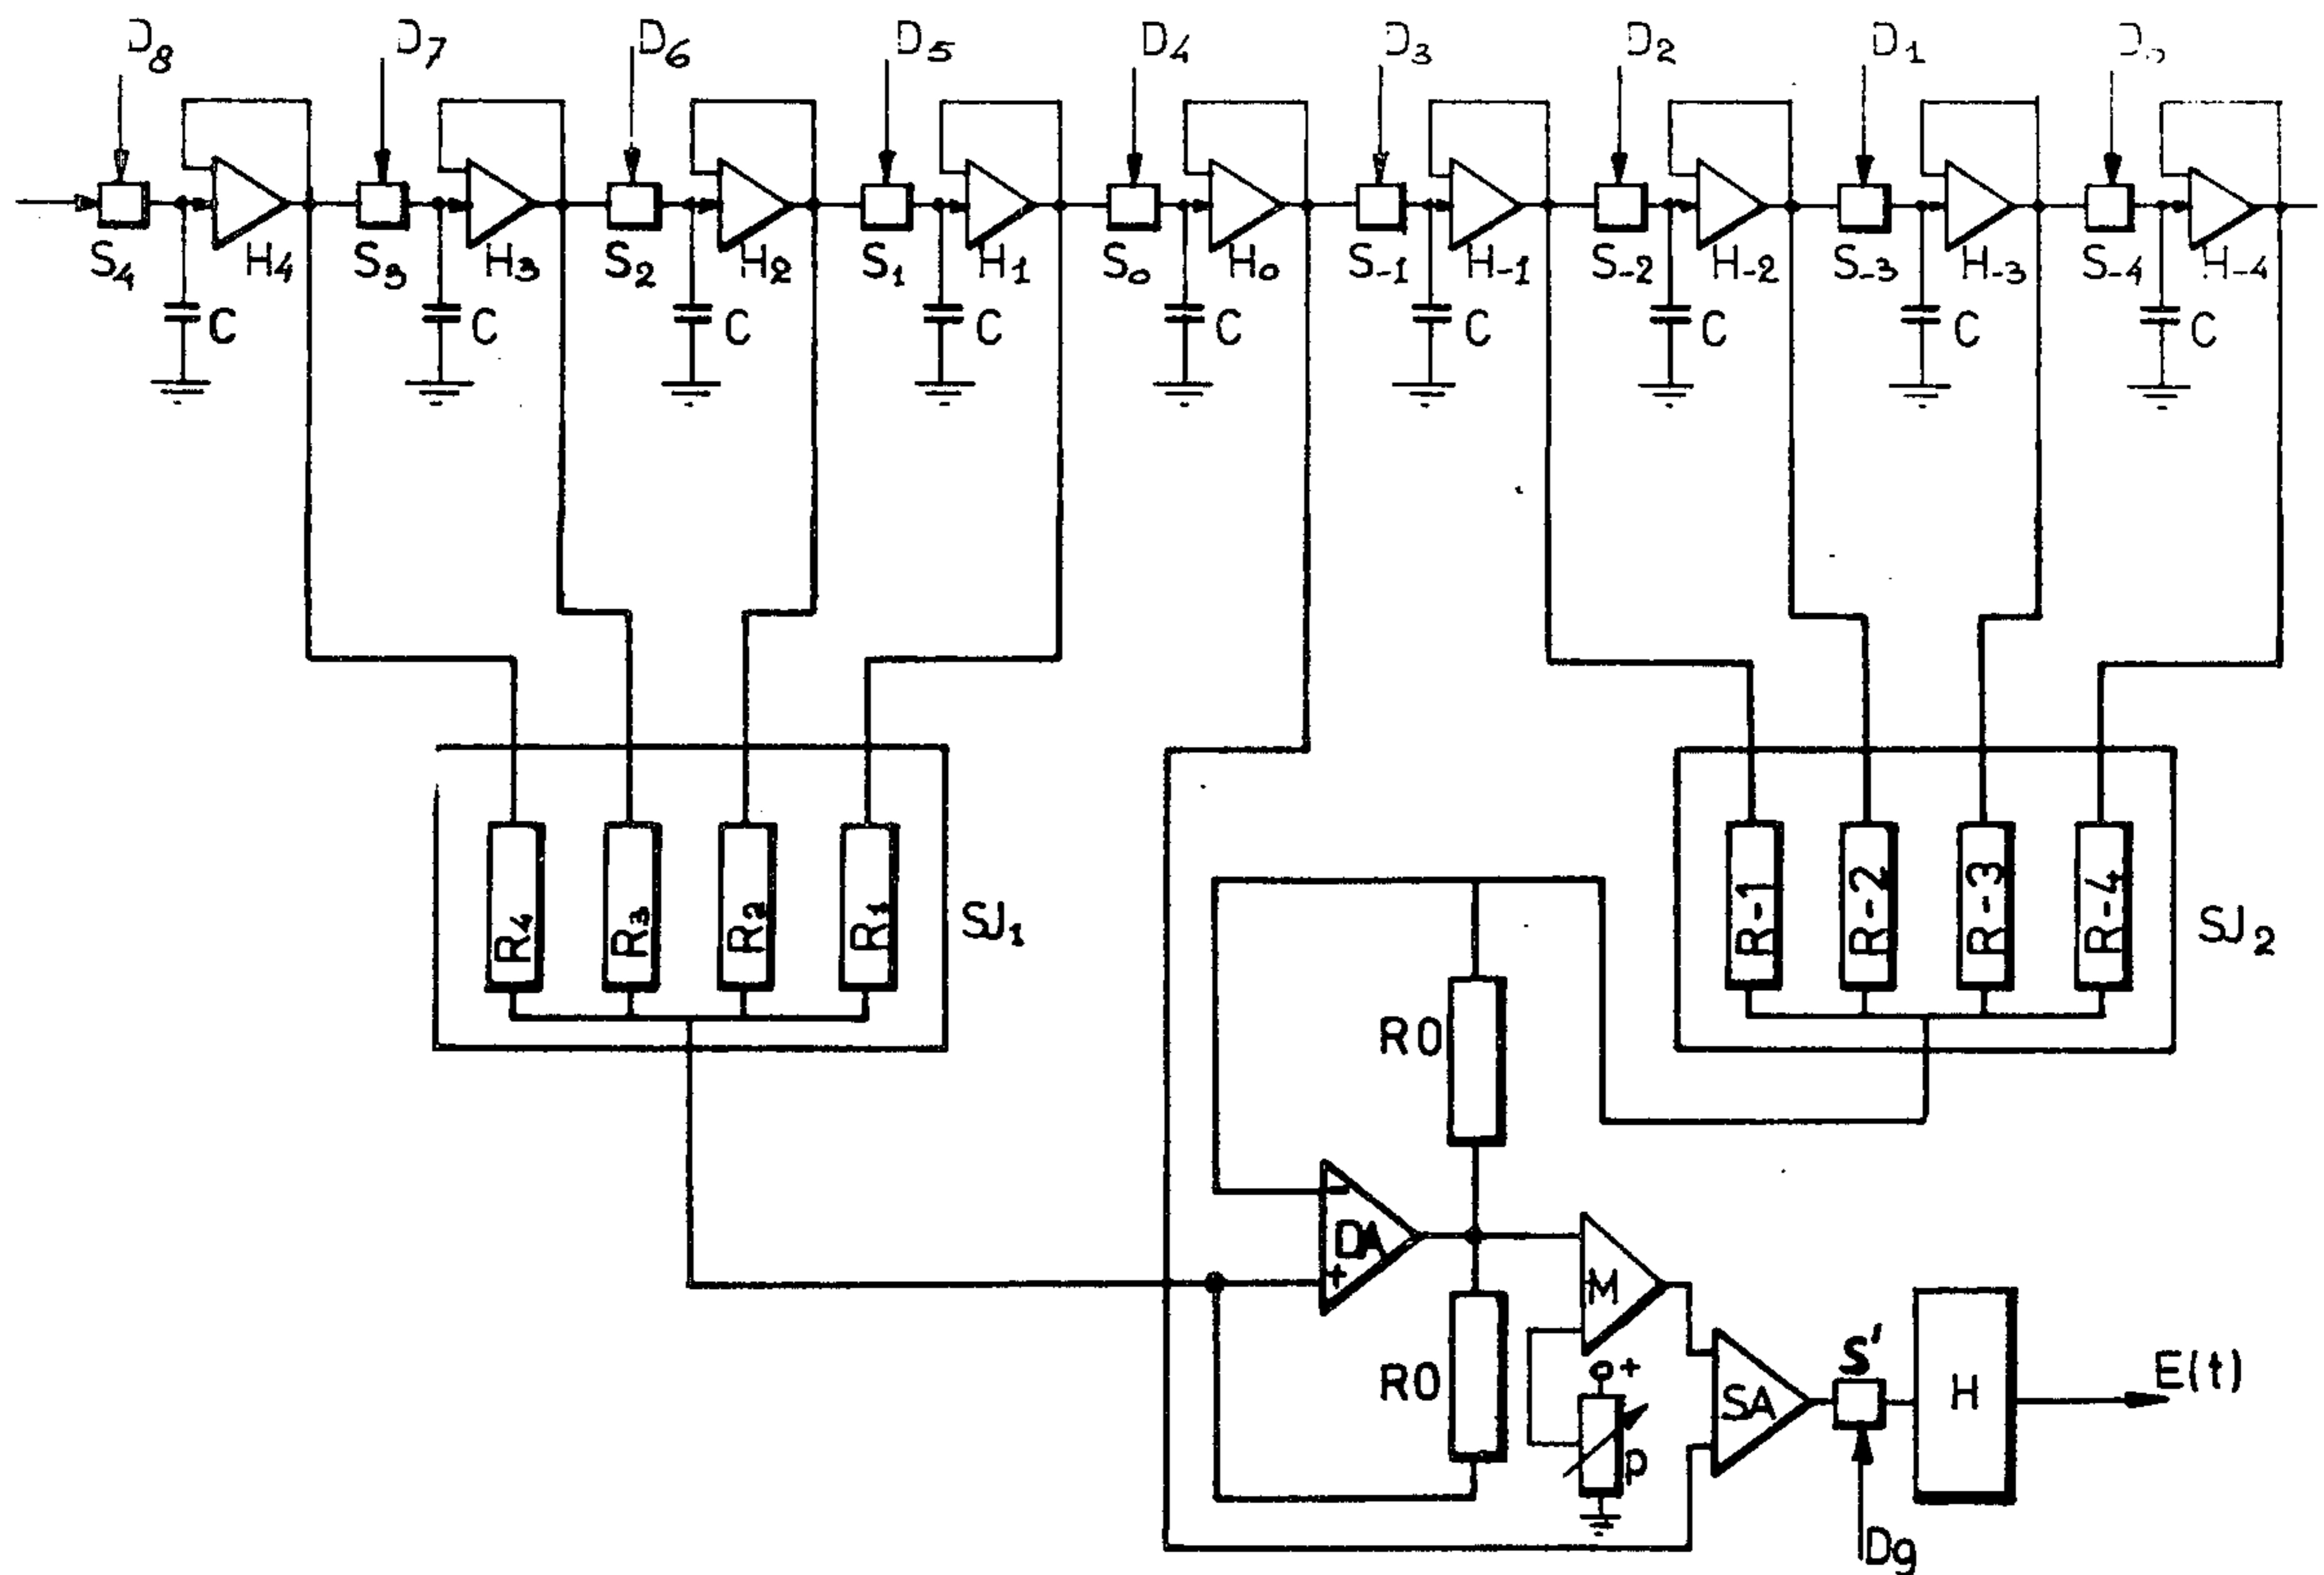 D8 D7 D6 D5 D4 D3 D2 D1
S4 H4 S3 H3 S2 H2 S1 H1 S0 H0 S-1 H-1 S-2 H-2 S-3 H-3 S-4 H-4
C C C C C C C C C
R4 R3 R2 R1 SJ1
R-1 R-2 R-3 R-4 SJ2
R0
DA
-
+
M
R0
+
P
SA
S'
H
E(t)
D9